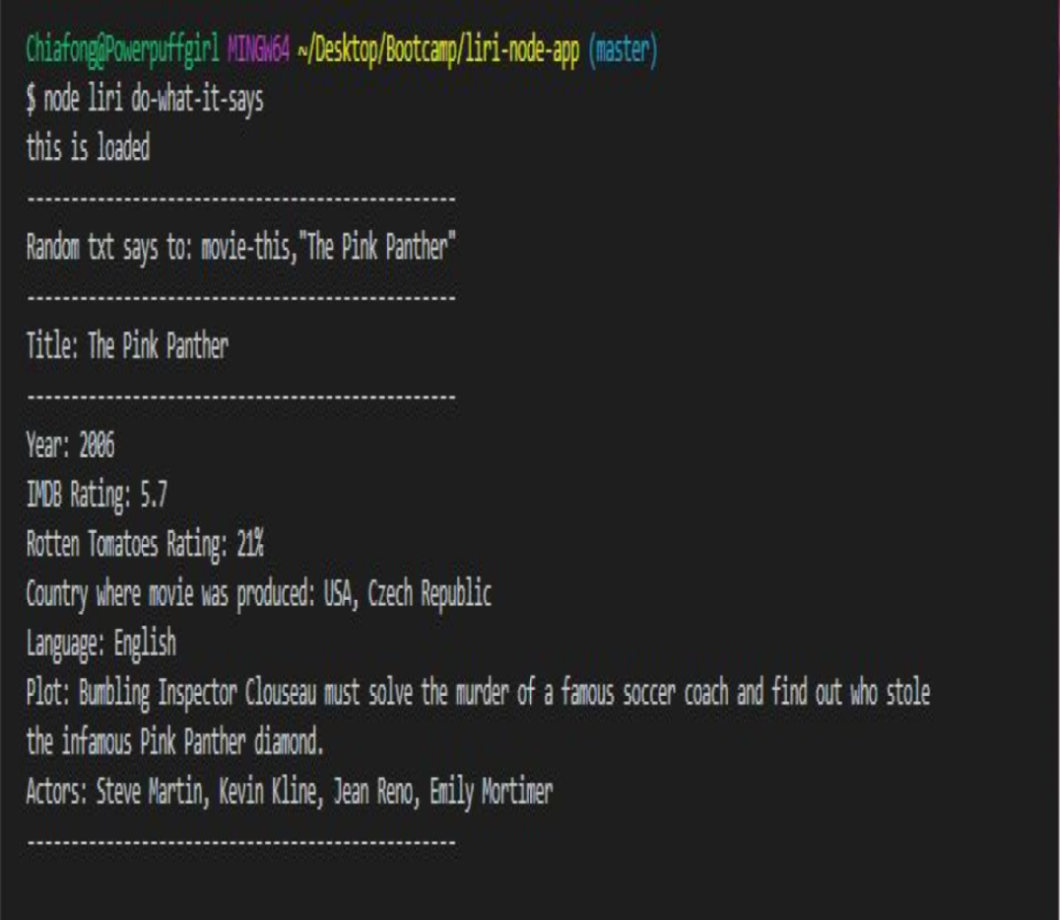 Chiafong@Powerpuffgirl MINGW64 ~/Desktop/Bootcamp/liri-node-app (master)
$ node liri do-what-it-says
this is loaded
-------------------------------------------------
Random txt says to: movie-this,"The Pink Panther"
-------------------------------------------------
Title: The Pink Panther
-------------------------------------------------
Year: 2006
IMDB Rating: 5.7
Rotten Tomatoes Rating: 21%
Country where movie was produced: USA, Czech Republic
Language: English
Plot: Bumbling Inspector Clouseau must solve the murder of a famous soccer coach and find out who stole
the infamous Pink Panther diamond.
Actors: Steve Martin, Kevin Kline, Jean Reno, Emily Mortimer
-------------------------------------------------